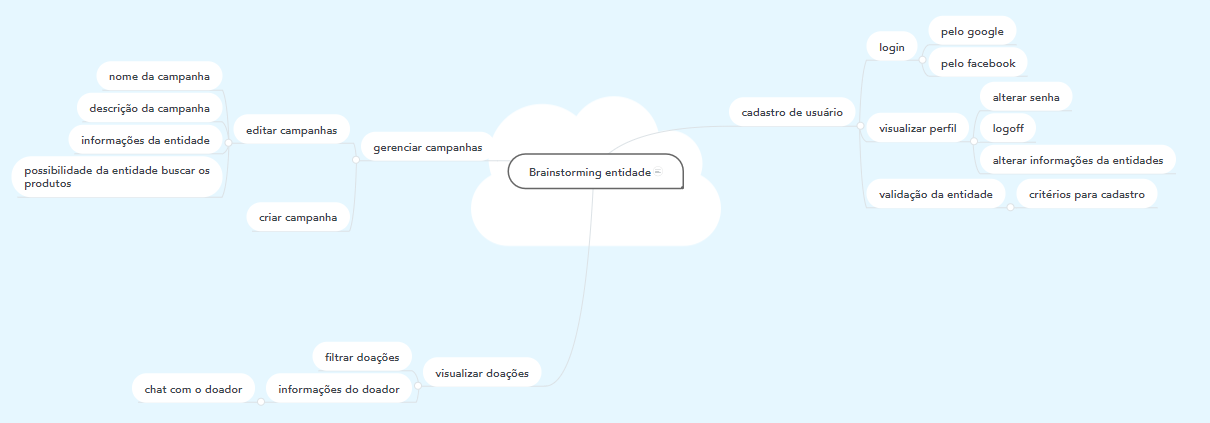 Brainstorming entidade
cadastro de usuário
login
pelo google
pelo facebook
visualizar perfil
alterar senha
logoff
alterar informações da entidades
validação da entidade
critérios para cadastro
gerenciar campanhas
editar campanhas
nome da campanha
descrição da campanha
informações da entidade
possibilidade da entidade buscar os
produtos
criar campanha
visualizar doações
filtrar doações
informações do doador
chat com o doador